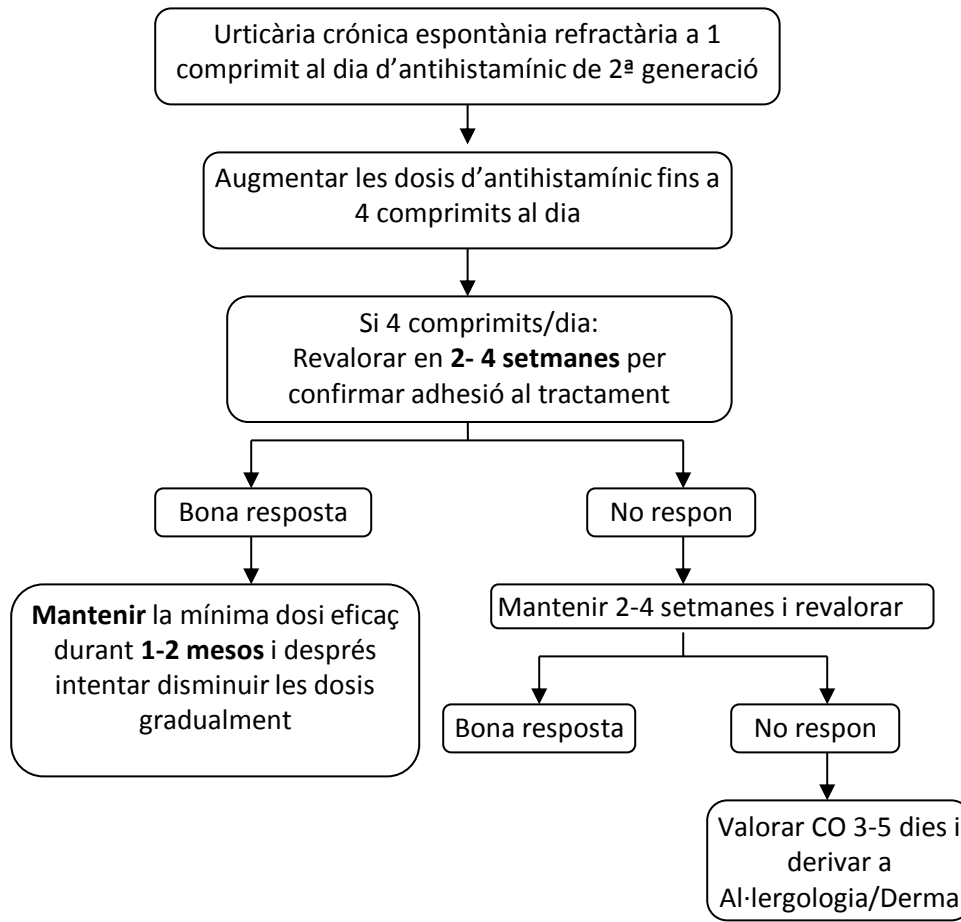 Urticària crónica espontània refractària a 1
comprimit al dia d'antihistamínic de 2ª generació
Augmentar les dosis d'antihistamínic fins a
4 comprimits al dia
Si 4 comprimits/dia:
Revalorar en 2- 4 setmanes per
confirmar adhesió al tractament
Bona resposta
No respon
Mantenir la mínima dosi eficaç
durant 1-2 mesos i després
intentar disminuir les dosis
gradualment
Mantenir 2-4 setmanes i revalorar
Bona resposta
No respon
Valorar CO 3-5 dies i
derivar a
Al·lergologia/Derma